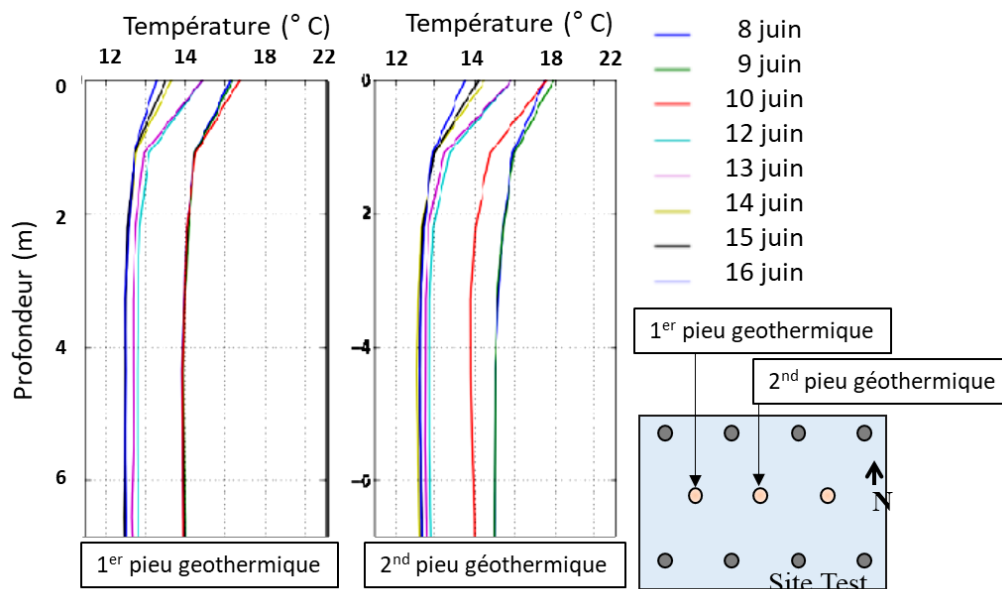 Température (° C)
12 14 14 18 18 22
0
2
4
6
Profondeur (m)
1er pieu geothermique
Température (° C)
12 14 18 22
0
2
-4
2nd pieu géothermique
8 juin
9 juin
10 juin
12 juin
13 juin
14 juin
15 juin
16 juin
1er pieu geothermique
2nd pieu géothermique
N
Site Test